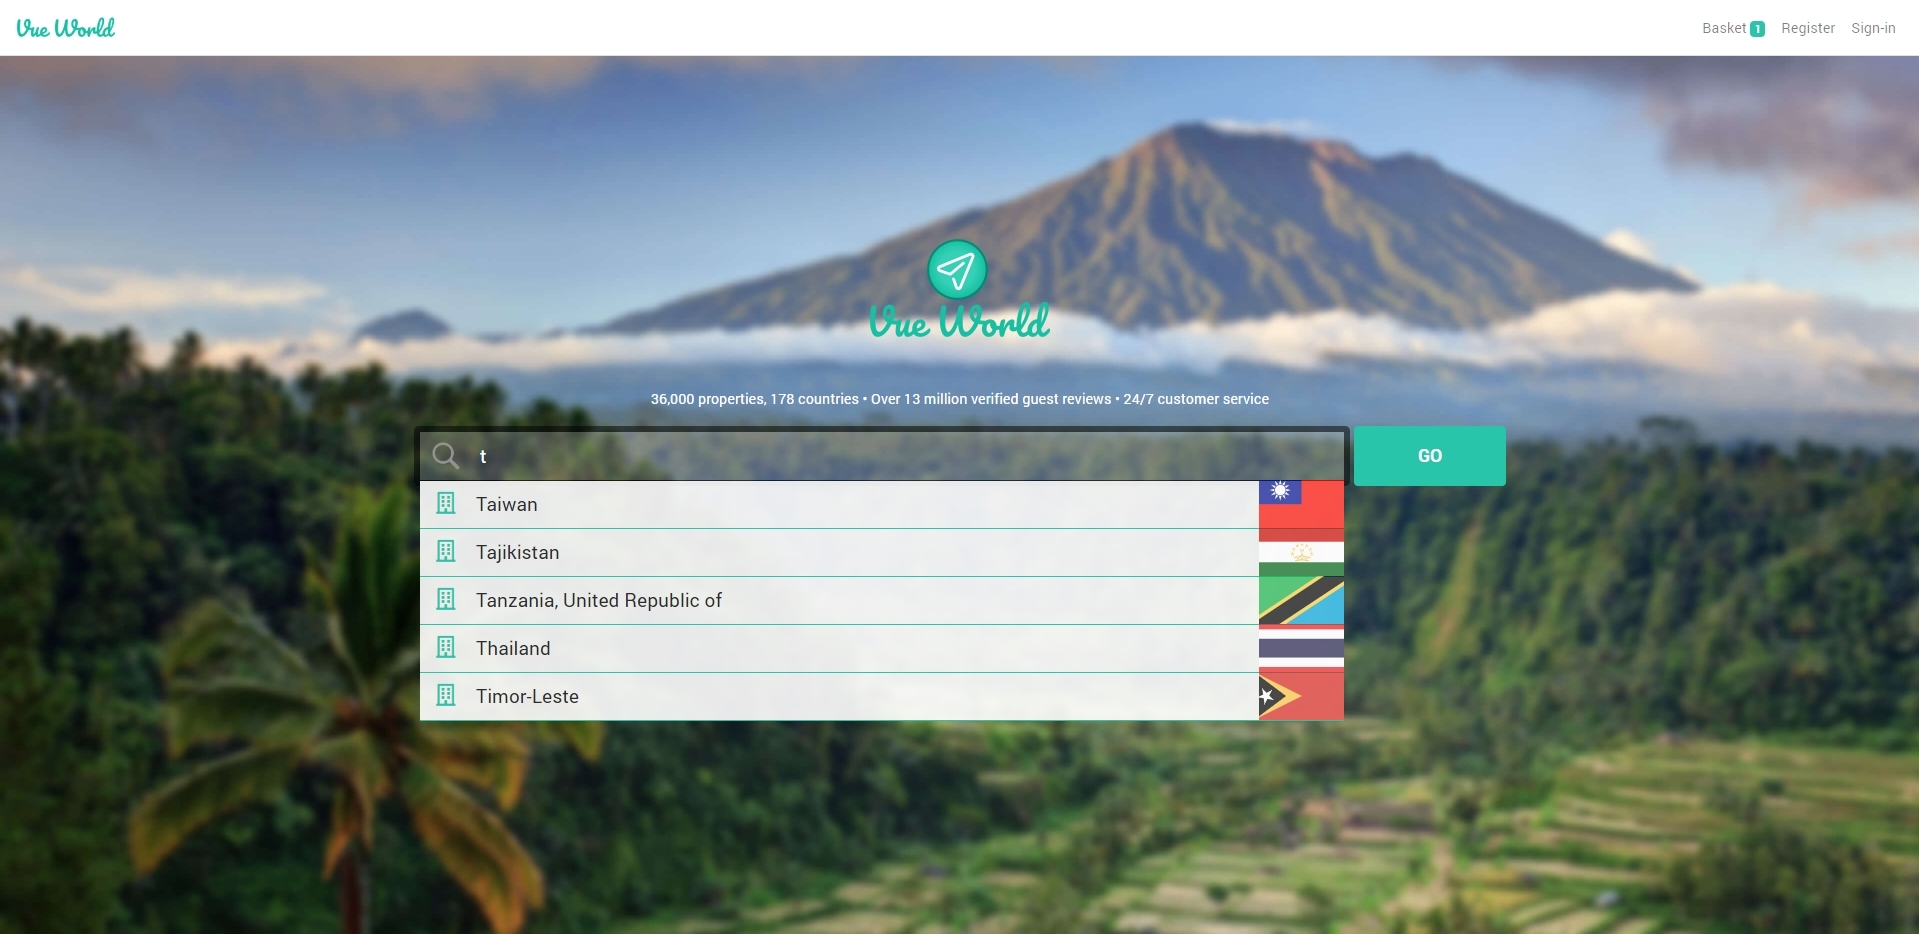 Vue World
Basket 1 Register Sign-in
Vue World
36,000 properties, 178 countries • Over 13 million verified guest reviews • 24/7 customer service
t
GO
Taiwan
Tajikistan
Tanzania, United Republic of
Thailand
Timor-Leste